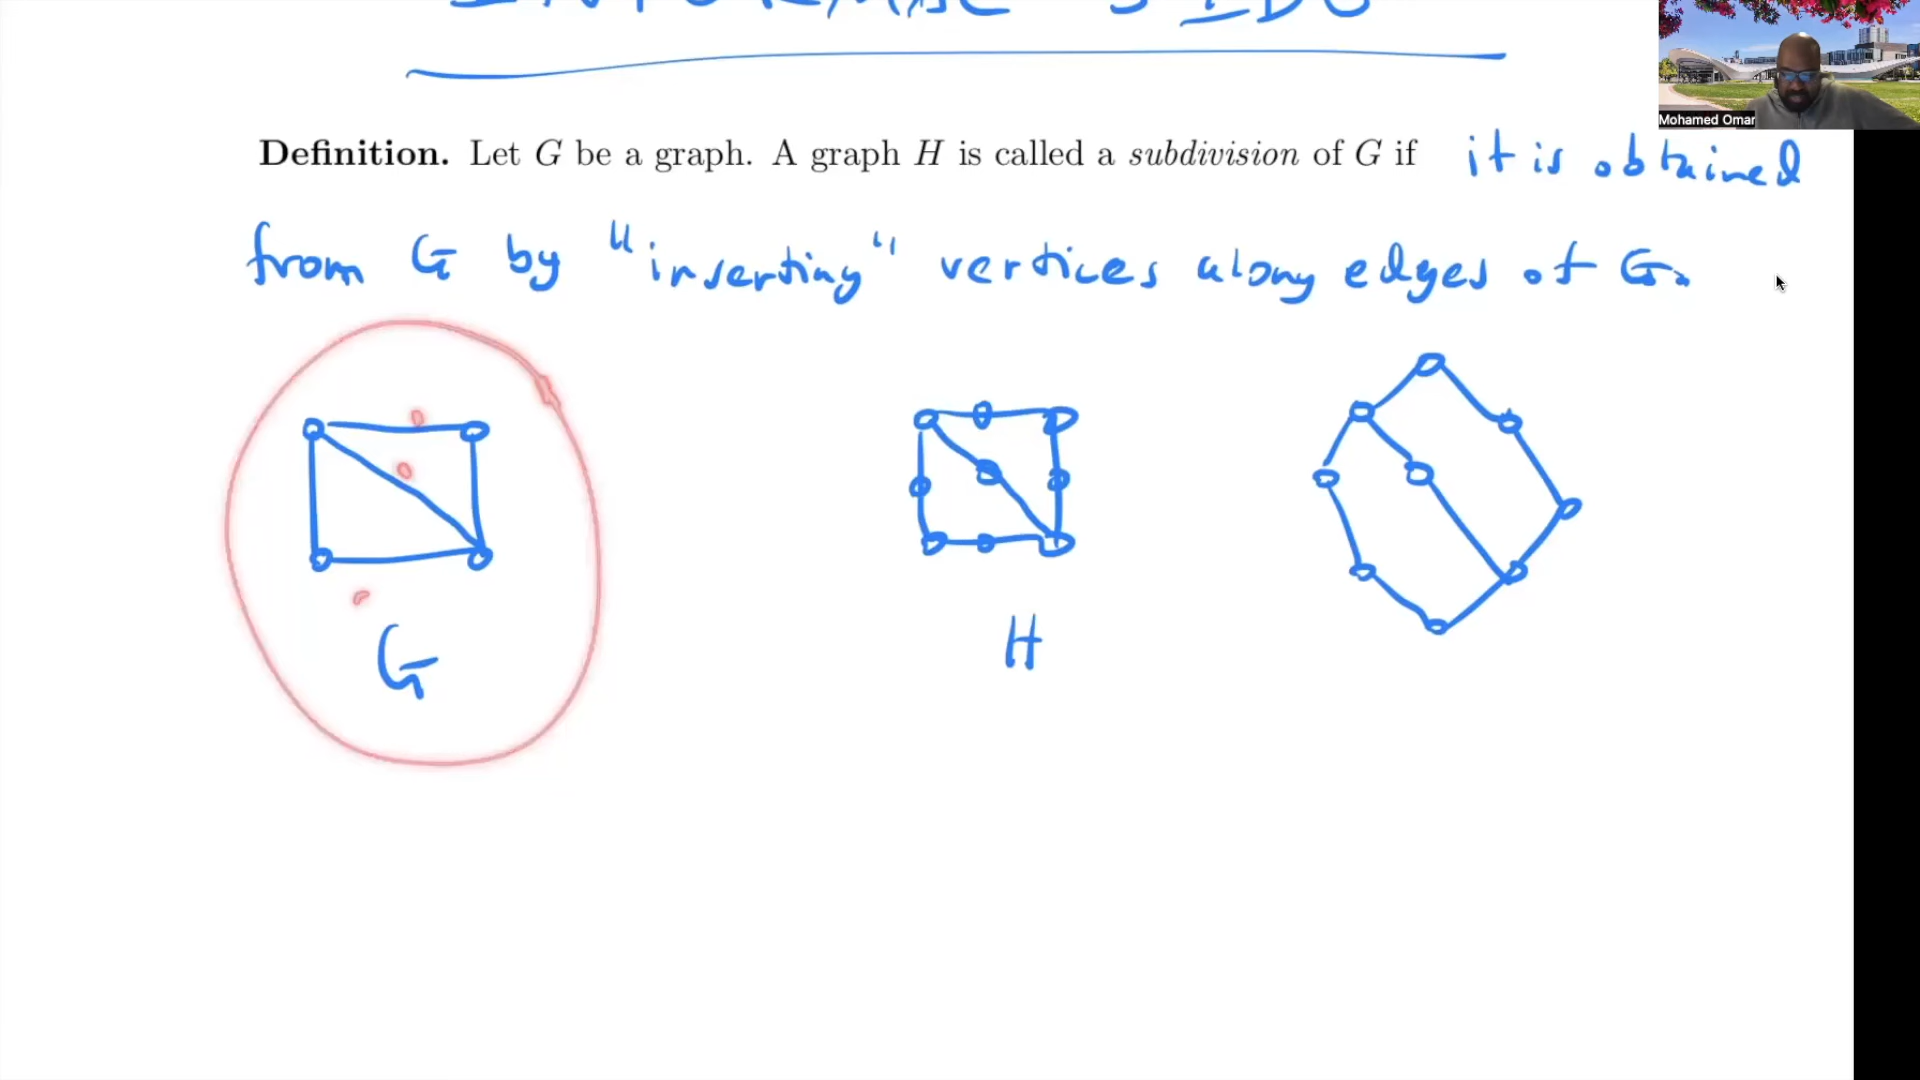 Mohamed Omar
Definition. Let G be a graph. A graph H is called a subdivision of G if it is obtained
from G by "inserting" vertices along edges of G.
G
H